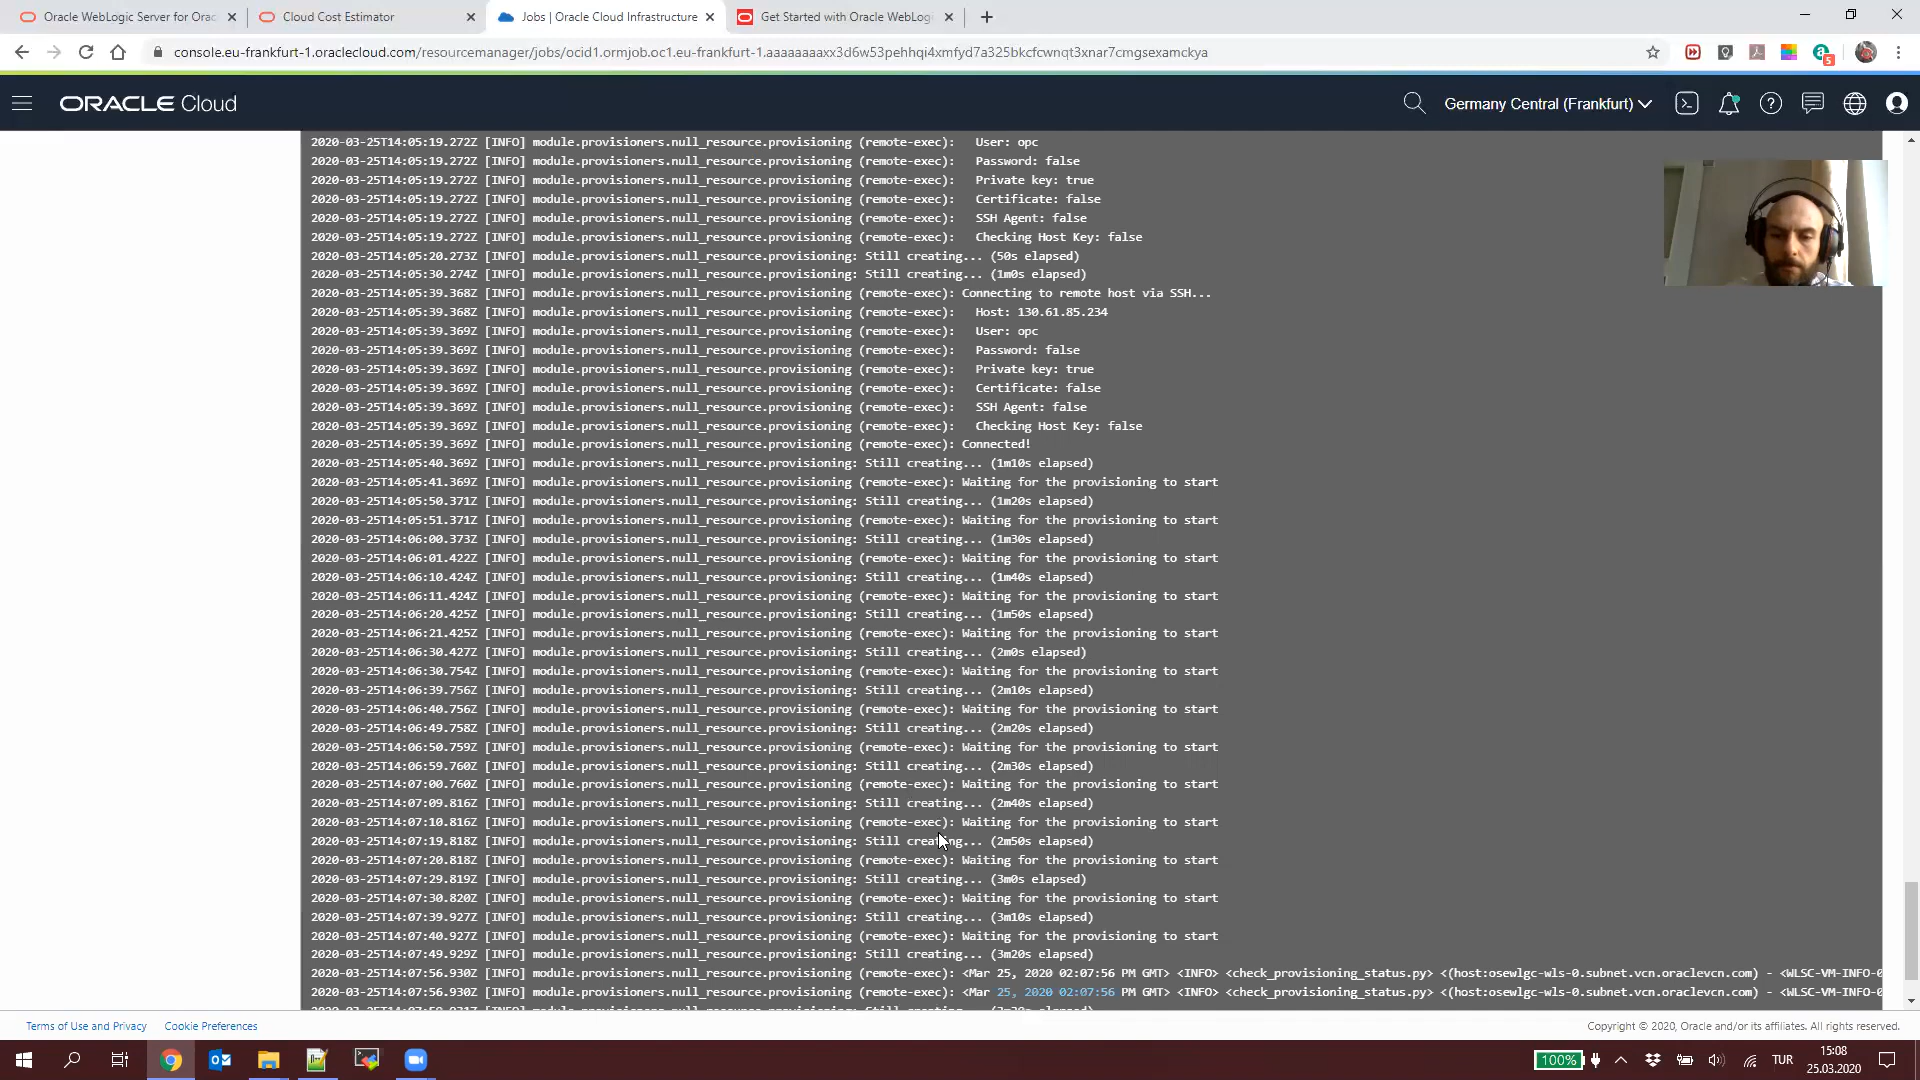 Oracle WebLogic Server for Orac
Cloud Cost Estimator
Jobs | Oracle Cloud Infrastructure
Get Started with Oracle WebLogi
console.eu-frankfurt-1.oraclecloud.com/resourcemanager/jobs/ocid1.ormjob.oc1.eu-frankfurt-1.aaaaaaaaxx3d6w53pehhqi4xmfyd7a325bkcfcwnqt3xnar7cmgsexamckya
5
ORACLE Cloud
Germany Central (Frankfurt)
2020-03-25T14:05:19.272Z [INFO] module.provisioners.null_resource.provisioning (remote-exec): User: opc
2020-03-25T14:05:19.272Z [INFO] module.provisioners.null_resource.provisioning (remote-exec): Password: false
2020-03-25T14:05:19.272Z [INFO] module.provisioners.null_resource.provisioning (remote-exec): Private key: true
2020-03-25T14:05:19.272Z [INFO] module.provisioners.null_resource.provisioning (remote-exec): Certificate: false
2020-03-25T14:05:19.272Z [INFO] module.provisioners.null_resource.provisioning (remote-exec): SSH Agent: false
2020-03-25T14:05:19.272Z [INFO] module.provisioners.null_resource.provisioning (remote-exec): Checking Host Key: false
2020-03-25T14:05:20.273Z [INFO] module.provisioners.null_resource.provisioning: Still creating... (50s elapsed)
2020-03-25T14:05:30.274Z [INFO] module.provisioners.null_resource.provisioning: Still creating... (1m0s elapsed)
2020-03-25T14:05:39.368Z [INFO] module.provisioners.null_resource.provisioning (remote-exec): Connecting to remote host via SSH...
2020-03-25T14:05:39.368Z [INFO] module.provisioners.null_resource.provisioning (remote-exec): Host: 130.61.85.234
2020-03-25T14:05:39.369Z [INFO] module.provisioners.null_resource.provisioning (remote-exec): User: opc
2020-03-25T14:05:39.369Z [INFO] module.provisioners.null_resource.provisioning (remote-exec): Password: false
2020-03-25T14:05:39.369Z [INFO] module.provisioners.null_resource.provisioning (remote-exec): Private key: true
2020-03-25T14:05:39.369Z [INFO] module.provisioners.null_resource.provisioning (remote-exec): Certificate: false
2020-03-25T14:05:39.369Z [INFO] module.provisioners.null_resource.provisioning (remote-exec): SSH Agent: false
2020-03-25T14:05:39.369Z [INFO] module.provisioners.null_resource.provisioning (remote-exec): Checking Host Key: false
2020-03-25T14:05:39.369Z [INFO] module.provisioners.null_resource.provisioning (remote-exec): Connected!
2020-03-25T14:05:40.369Z [INFO] module.provisioners.null_resource.provisioning: Still creating... (1m10s elapsed)
2020-03-25T14:05:41.369Z [INFO] module.provisioners.null_resource.provisioning (remote-exec): Waiting for the provisioning to start
2020-03-25T14:05:50.371Z [INFO] module.provisioners.null_resource.provisioning: Still creating... (1m20s elapsed)
2020-03-25T14:05:51.371Z [INFO] module.provisioners.null_resource.provisioning (remote-exec): Waiting for the provisioning to start
2020-03-25T14:06:00.373Z [INFO] module.provisioners.null_resource.provisioning: Still creating... (1m30s elapsed)
2020-03-25T14:06:01.422Z [INFO] module.provisioners.null_resource.provisioning (remote-exec): Waiting for the provisioning to start
2020-03-25T14:06:10.424Z [INFO] module.provisioners.null_resource.provisioning: Still creating... (1m40s elapsed)
2020-03-25T14:06:11.424Z [INFO] module.provisioners.null_resource.provisioning (remote-exec): Waiting for the provisioning to start
2020-03-25T14:06:20.425Z [INFO] module.provisioners.null_resource.provisioning: Still creating... (1m50s elapsed)
2020-03-25T14:06:21.425Z [INFO] module.provisioners.null_resource.provisioning (remote-exec): Waiting for the provisioning to start
2020-03-25T14:06:30.427Z [INFO] module.provisioners.null_resource.provisioning: Still creating... (2m0s elapsed)
2020-03-25T14:06:30.754Z [INFO] module.provisioners.null_resource.provisioning (remote-exec): Waiting for the provisioning to start
2020-03-25T14:06:39.756Z [INFO] module.provisioners.null_resource.provisioning: Still creating... (2m10s elapsed)
2020-03-25T14:06:40.756Z [INFO] module.provisioners.null_resource.provisioning (remote-exec): Waiting for the provisioning to start
2020-03-25T14:06:49.758Z [INFO] module.provisioners.null_resource.provisioning: Still creating... (2m20s elapsed)
2020-03-25T14:06:50.759Z [INFO] module.provisioners.null_resource.provisioning (remote-exec): Waiting for the provisioning to start
2020-03-25T14:06:59.760Z [INFO] module.provisioners.null_resource.provisioning: Still creating... (2m30s elapsed)
2020-03-25T14:07:00.760Z [INFO] module.provisioners.null_resource.provisioning (remote-exec): Waiting for the provisioning to start
2020-03-25T14:07:09.816Z [INFO] module.provisioners.null_resource.provisioning: Still creating... (2m40s elapsed)
2020-03-25T14:07:10.816Z [INFO] module.provisioners.null_resource.provisioning (remote-exec): Waiting for the provisioning to start
2020-03-25T14:07:19.818Z [INFO] module.provisioners.null_resource.provisioning: Still creating... (2m50s elapsed)
2020-03-25T14:07:20.818Z [INFO] module.provisioners.null_resource.provisioning (remote-exec): Waiting for the provisioning to start
2020-03-25T14:07:29.819Z [INFO] module.provisioners.null_resource.provisioning: Still creating... (3m0s elapsed)
2020-03-25T14:07:30.820Z [INFO] module.provisioners.null_resource.provisioning (remote-exec): Waiting for the provisioning to start
2020-03-25T14:07:39.927Z [INFO] module.provisioners.null_resource.provisioning: Still creating... (3m10s elapsed)
2020-03-25T14:07:40.927Z [INFO] module.provisioners.null_resource.provisioning (remote-exec): Waiting for the provisioning to start
2020-03-25T14:07:49.929Z [INFO] module.provisioners.null_resource.provisioning: Still creating... (3m20s elapsed)
2020-03-25T14:07:56.930Z [INFO] module.provisioners.null_resource.provisioning (remote-exec): <Mar 25, 2020 02:07:56 PM GMT> <INFO> <check_provisioning_status.py> <(host:osewlgc-wls-0.subnet.vcn.oraclevcn.com) - <WLSC-VM-INFO-0
2020-03-25T14:07:56.930Z [INFO] module.provisioners.null_resource.provisioning (remote-exec): <Mar 25, 2020 02:07:56 PM GMT> <INFO> <check_provisioning_status.py> <(host:osewlgc-wls-0.subnet.vcn.oraclevcn.com) - <WLSC-VM-INFO-0
Terms of Use and Privacy
Cookie Preferences
Copyright © 2020, Oracle and/or its affiliates. All rights reserved.
100%
TUR
15:08
25.03.2020